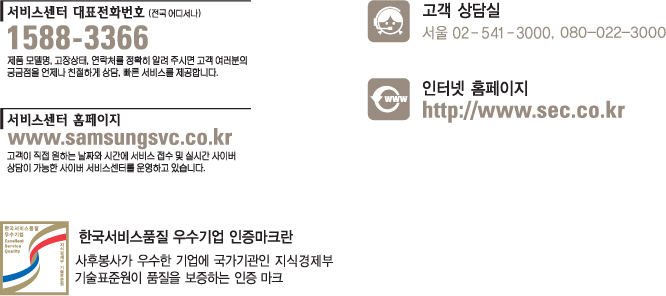 서비스센터 대표전화번호 (전국 어디서나)
1588-3366
제품 모델명, 고장상태, 연락처를 정확히 알려 주시면 고객 여러분의
궁금점을 언제나 친절하게 상담, 빠른 서비스를 제공합니다.
서비스센터 홈페이지
www.samsungsvc.co.kr
고객이 직접 원하는 날짜와 시간에 서비스 접수 및 실시간 사이버
상담이 가능한 사이버 서비스센터를 운영하고 있습니다.
고객 상담실
서울 02-541-3000, 080-022-3000
www
인터넷 홈페이지
http://www.sec.co.kr
한국서비스품질
우수기업
Excellent
Service
Quality
지식경제부 기술표준원
한국서비스품질 우수기업 인증마크란
사후봉사가 우수한 기업에 국가기관인 지식경제부
기술표준원이 품질을 보증하는 인증 마크